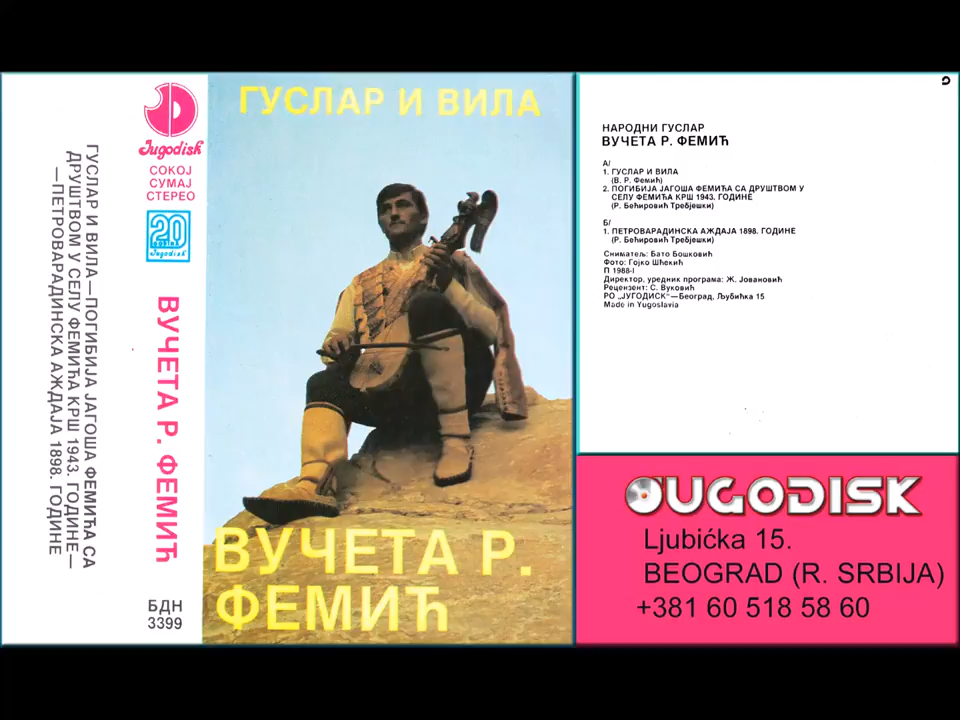 ГУСЛАР И ВИЛА—ПОГИБИЈА ЈАГОША ФЕМИЋА СА
ДРУШТВОМ У СЕЛУ ФЕМИЋА КРШ 1943. ГОДИНЕ—
—ПЕТРОВАРАДИНСКА АЖДАЈА 1898. ГОДИНЕ
Jugodisk
СОКОЈ
СУМАЈ
СТЕРЕО
20
Jugodisk
ВУЧЕТА Р. ФЕМИЋ
БДН
3399
ГУСЛАР И ВИЛА
ВУЧЕТА Р.
ФЕМИЋ
НАРОДНИ ГУСЛАР
ВУЧЕТА Р. ФЕМИЋ
А/
1. ГУСЛАР И ВИЛА
(В. Р. Фемић)
2. ПОГИБИЈА ЈАГОША ФЕМИЋА СА ДРУШТВОМ У
СЕЛУ ФЕМИЋА КРШ 1943. ГОДИНЕ
(Р. Бећировић Требјешки)
Б/
1. ПЕТРОВАРАДИНСКА АЖДАЈА 1898. ГОДИНЕ
(Р. Бећировић Требјешки)
Сниматељ: Бато Бошковић
Фото: Гојко Шћекић
П 1988-I
Директор, уредник програма: Ж. Јовановић
Рецензент: С. Вуковић
РО „ЈУГОДИСК“—Београд, Љубићка 15
Made in Yugoslavia
JUGODISK
Ljubićka 15.
BEOGRAD (R. SRBIJA)
+381 60 518 58 60